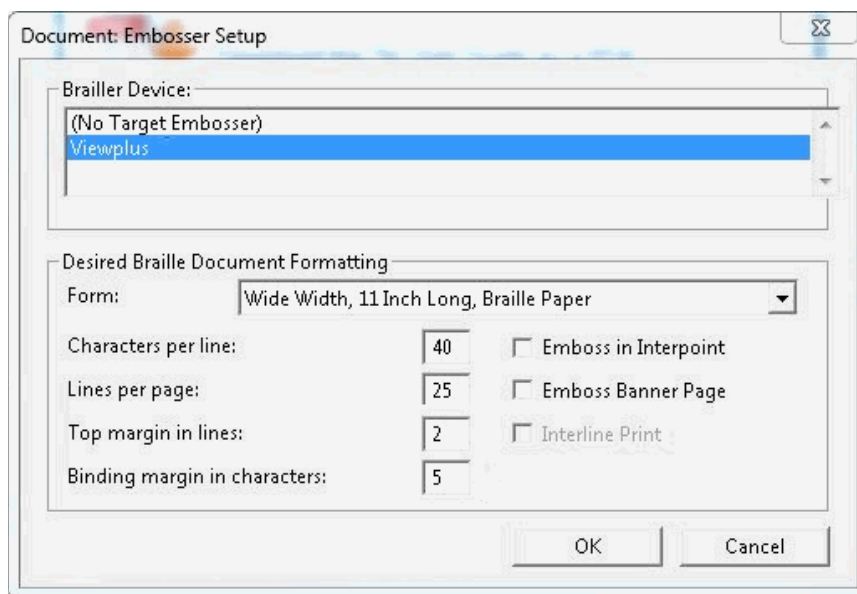 Document: Embosser Setup
Brailler Device:
(No Target Embosser)
Viewplus
Desired Braille Document Formatting
Form: Wide Width, 11 Inch Long, Braille Paper
Characters per line: 40 Emboss in Interpoint
Lines per page: 25 Emboss Banner Page
Top margin in lines: 2 Interline Print
Binding margin in characters: 5
OK Cancel